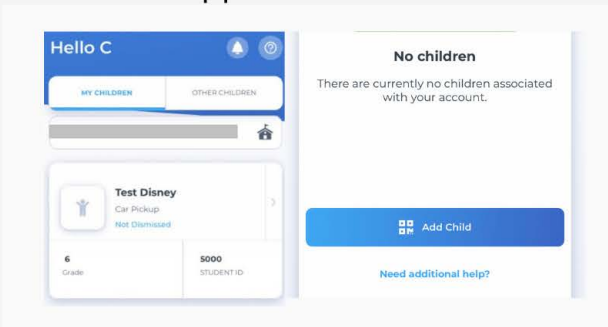 Hello C
MY CHILDREN
OTHER CHILDREN
Test Disney
Car Pickup
Not Dismissed
6
Grade
5000
STUDENT ID
No children
There are currently no children associated
with your account.
Add Child
Need additional help?